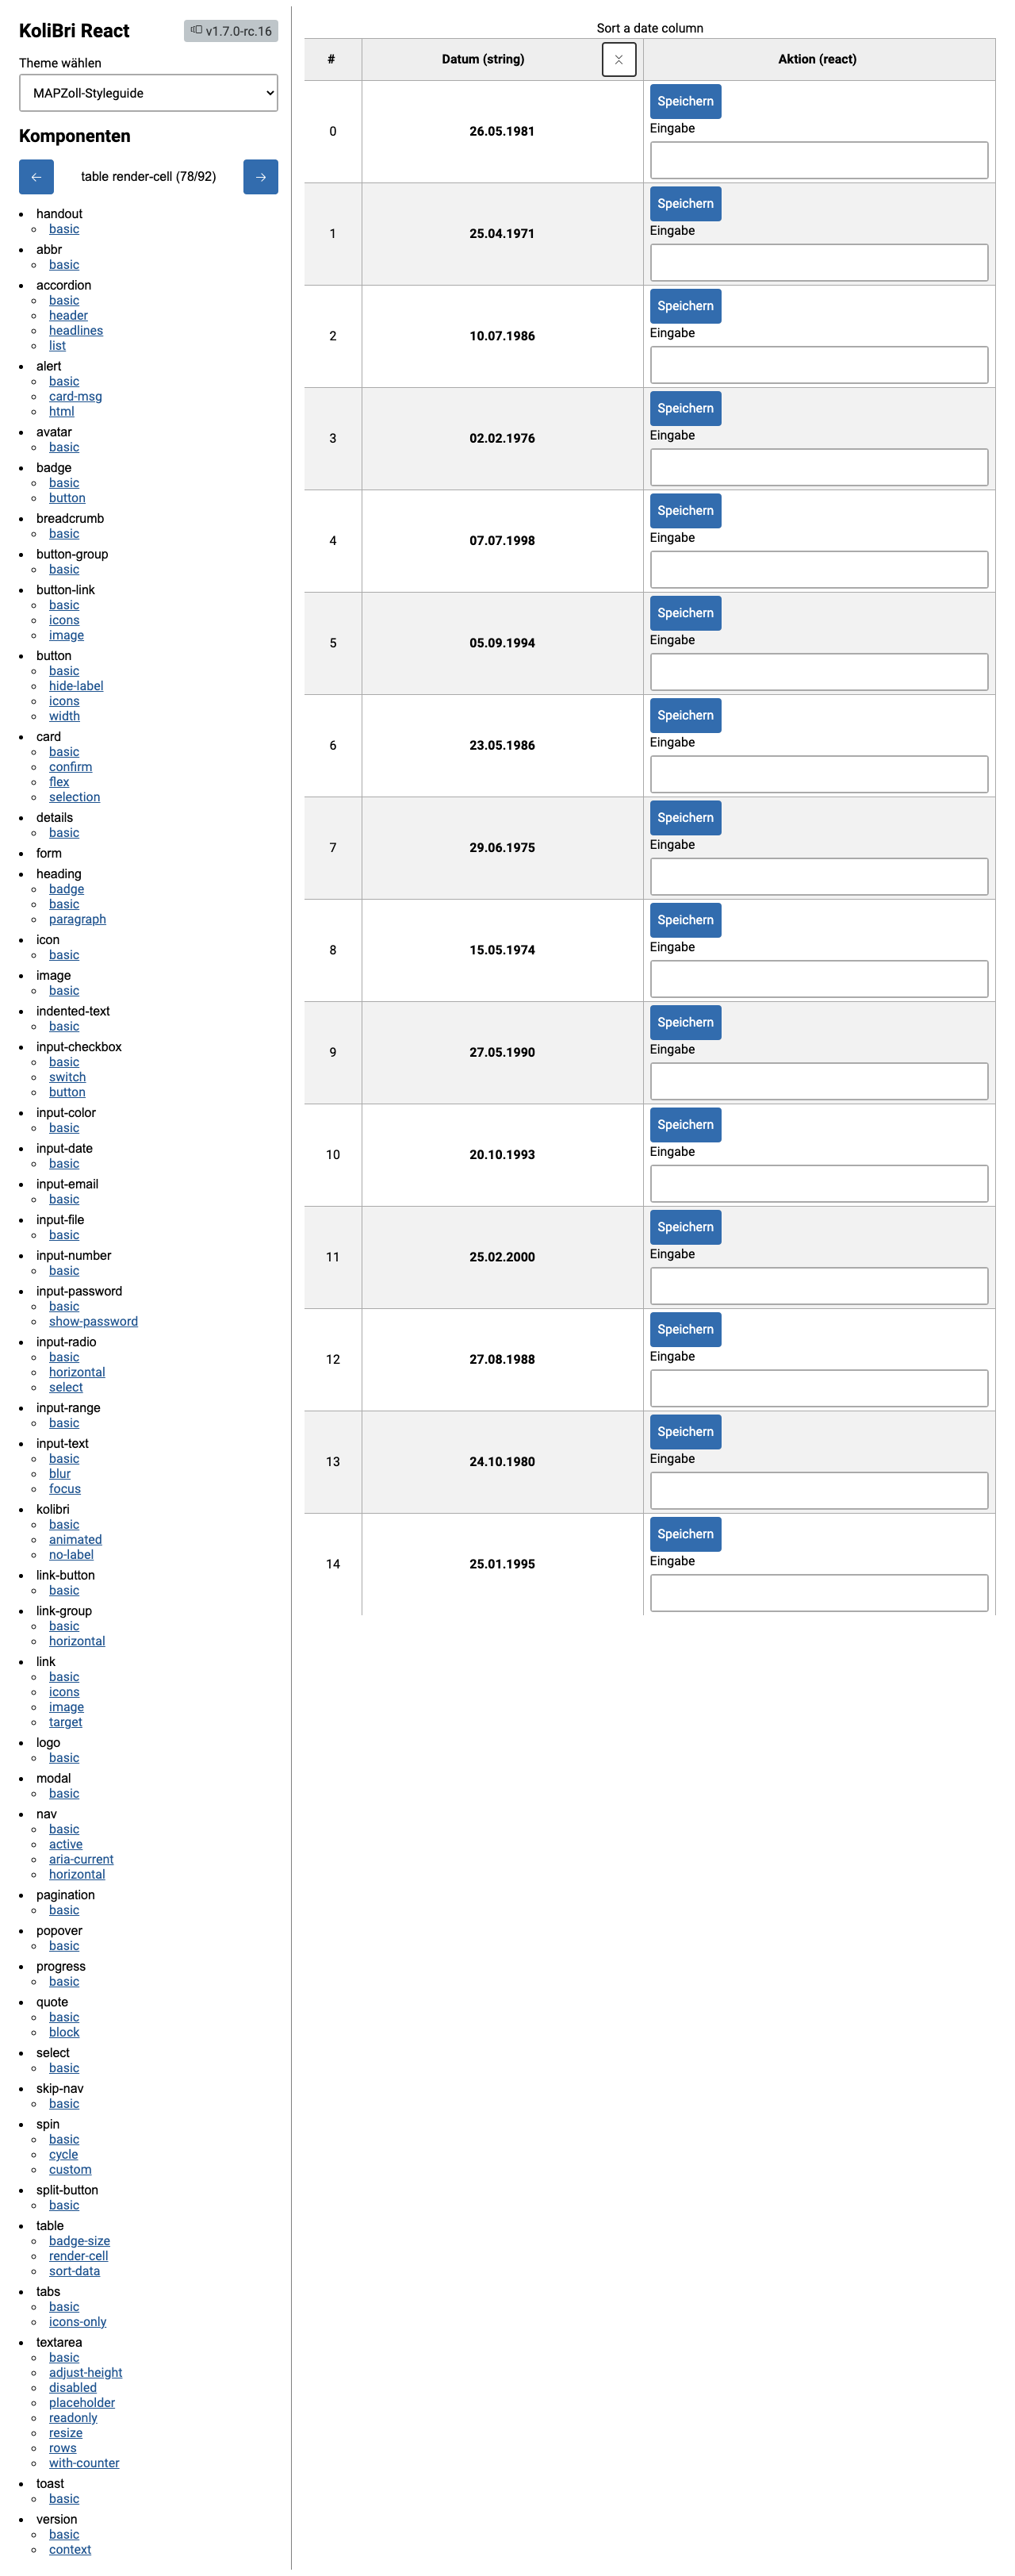 KoliBri React
v1.7.0-rc.16
Theme wählen
MAPZoll-Styleguide
Komponenten
← table render-cell (78/92) →
handout
basic
abbr
basic
accordion
basic
header
headlines
list
alert
basic
card-msg
html
avatar
basic
badge
basic
button
breadcrumb
basic
button-group
basic
button-link
basic
icons
image
button
basic
hide-label
icons
width
card
basic
confirm
flex
selection
details
basic
form
heading
badge
basic
paragraph
icon
basic
image
basic
indented-text
basic
input-checkbox
basic
switch
button
input-color
basic
input-date
basic
input-email
basic
input-file
basic
input-number
basic
input-password
basic
show-password
input-radio
basic
horizontal
select
input-range
basic
input-text
basic
blur
focus
kolibri
basic
animated
no-label
link-button
basic
link-group
basic
horizontal
link
basic
icons
image
target
logo
basic
modal
basic
nav
basic
active
aria-current
horizontal
pagination
basic
popover
basic
progress
basic
quote
basic
block
select
basic
skip-nav
basic
spin
basic
cycle
custom
split-button
basic
table
badge-size
render-cell
sort-data
tabs
basic
icons-only
textarea
basic
adjust-height
disabled
placeholder
readonly
resize
rows
with-counter
toast
basic
version
basic
context
Sort a date column
# Datum (string) Aktion (react)
Speichern
0 26.05.1981 Eingabe
Speichern
1 25.04.1971 Eingabe
Speichern
2 10.07.1986 Eingabe
Speichern
3 02.02.1976 Eingabe
Speichern
4 07.07.1998 Eingabe
Speichern
5 05.09.1994 Eingabe
Speichern
6 23.05.1986 Eingabe
Speichern
7 29.06.1975 Eingabe
Speichern
8 15.05.1974 Eingabe
Speichern
9 27.05.1990 Eingabe
Speichern
10 20.10.1993 Eingabe
Speichern
11 25.02.2000 Eingabe
Speichern
12 27.08.1988 Eingabe
Speichern
13 24.10.1980 Eingabe
Speichern
14 25.01.1995 Eingabe